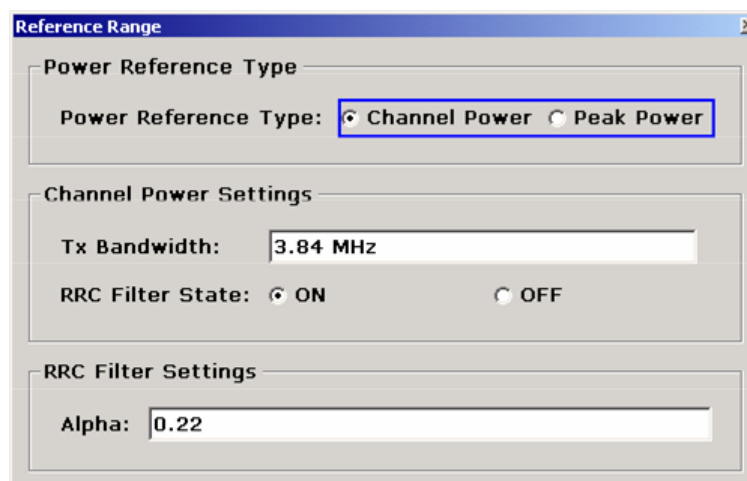 Reference Range
Power Reference Type
Power Reference Type: Channel Power Peak Power
Channel Power Settings
Tx Bandwidth: 3.84 MHz
RRC Filter State: ON OFF
RRC Filter Settings
Alpha: 0.22